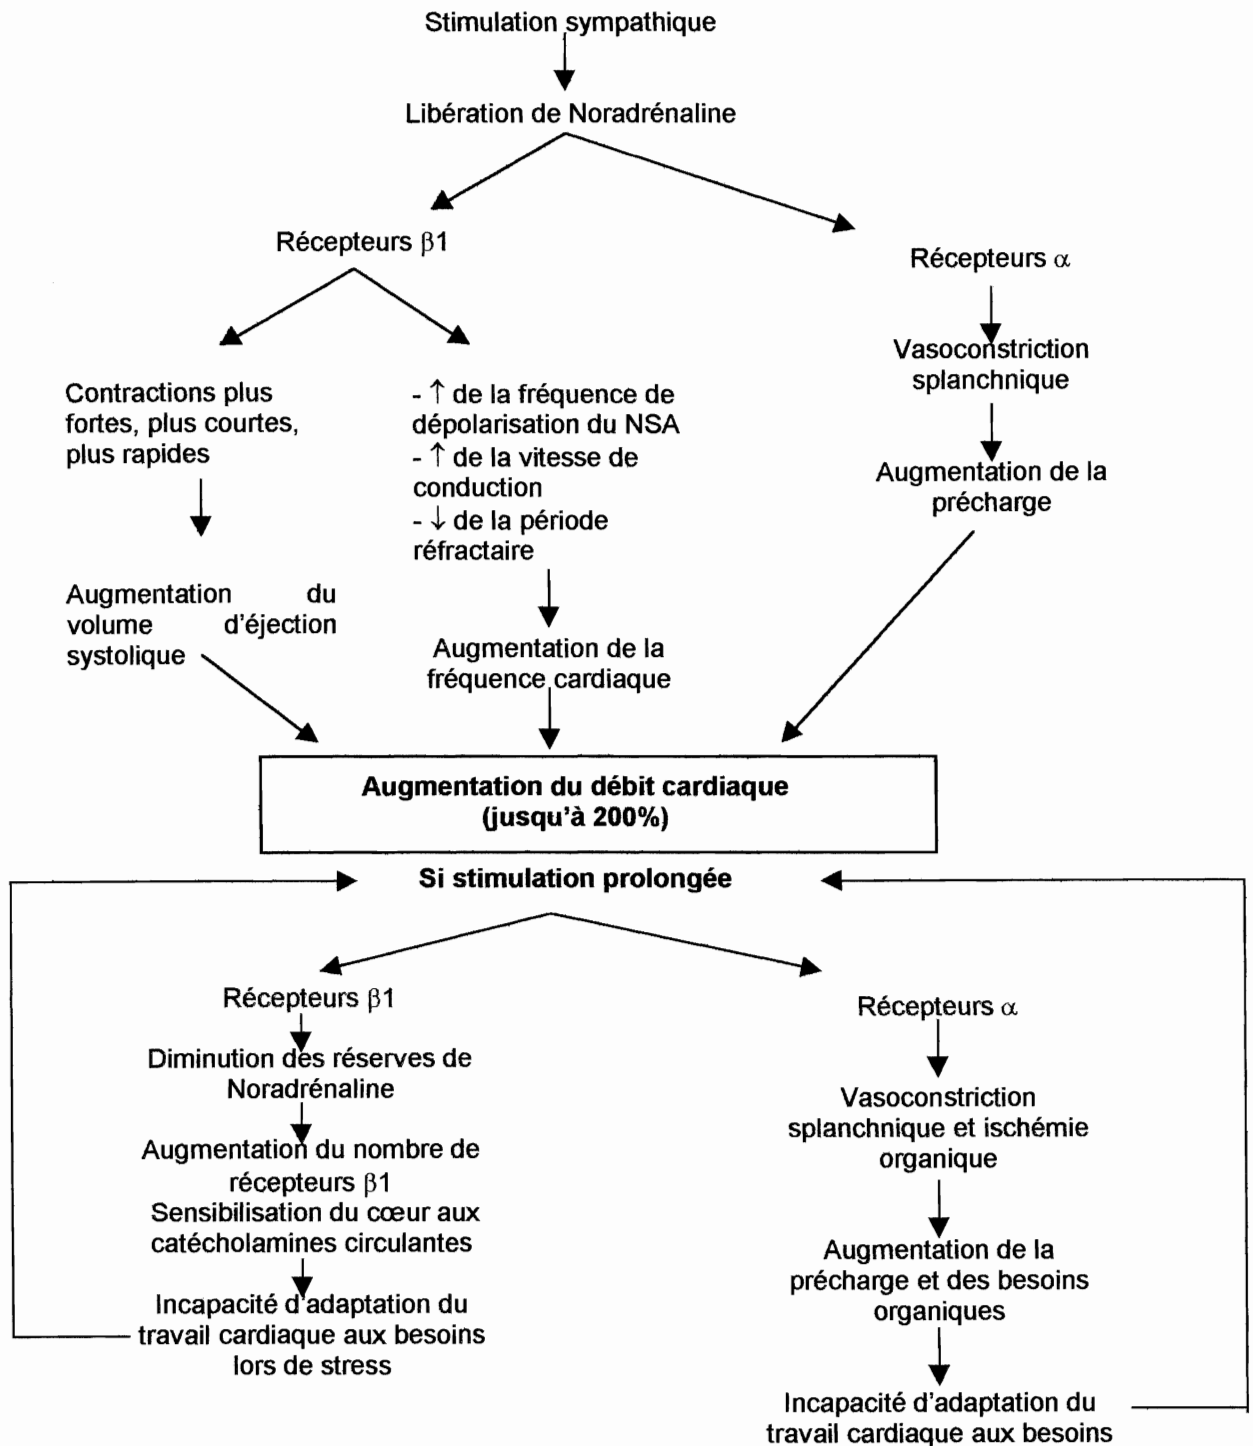 Stimulation sympathique
Libération de Noradrénaline
Récepteurs β1
Récepteurs α
Vasoconstriction
splanchnique
Contractions plus
fortes, plus courtes,
plus rapides
- ↑ de la fréquence de
dépolarisation du NSA
- ↑ de la vitesse de
conduction
- ↓ de la période
réfractaire
Augmentation de la
précharge
Augmentation du
volume d'éjection
systolique
Augmentation de la
fréquence cardiaque
Augmentation du débit cardiaque
(jusqu'à 200%)
Si stimulation prolongée
Récepteurs β1
Diminution des réserves de
Noradrénaline
Augmentation du nombre de
récepteurs β1
Sensibilisation du cœur aux
catécholamines circulantes
Incapacité d'adaptation du
travail cardiaque aux besoins
lors de stress
Récepteurs α
Vasoconstriction
splanchnique et ischémie
organique
Augmentation de la
précharge et des besoins
organiques
Incapacité d'adaptation du
travail cardiaque aux besoins